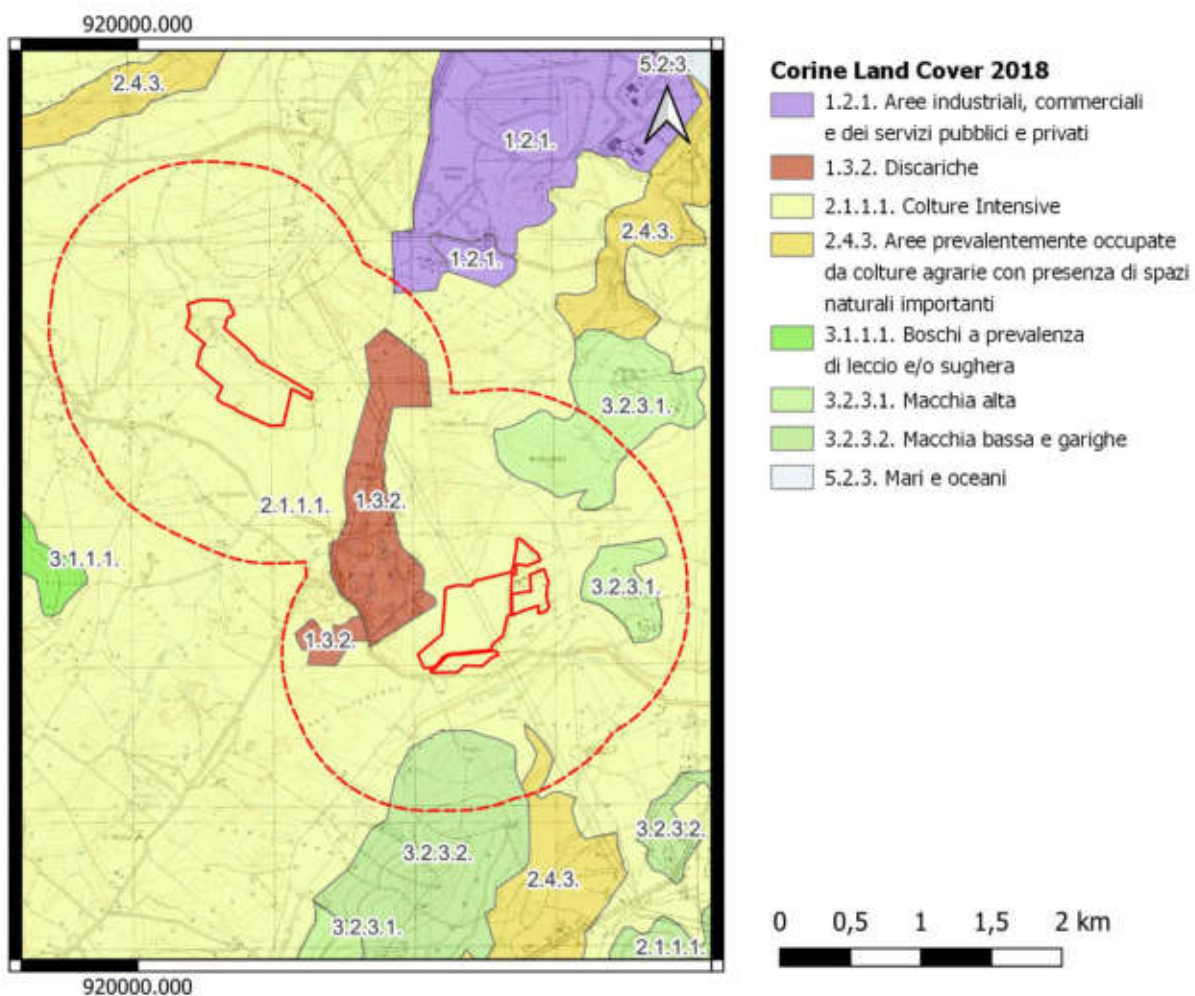 920000.000
2.4.3.
5.2.3.
1.2.1.
2.4.3.
1.2.1.
3.2.3.1.
2.1.1.1.
1.3.2.
3.1.1.1.
3.2.3.1.
1.3.2.
3.2.3.2.
3.2.3.2.
2.4.3.
3.2.3.1.
2.1.1.1.
920000.000
Corine Land Cover 2018
1.2.1. Aree industriali, commerciali
e dei servizi pubblici e privati
1.3.2. Discariche
2.1.1.1. Colture Intensive
2.4.3. Aree prevalentemente occupate
da colture agrarie con presenza di spazi
naturali importanti
3.1.1.1. Boschi a prevalenza
di leccio e/o sughera
3.2.3.1. Macchia alta
3.2.3.2. Macchia bassa e garighe
5.2.3. Mari e oceani
0 0,5 1 1,5 2 km